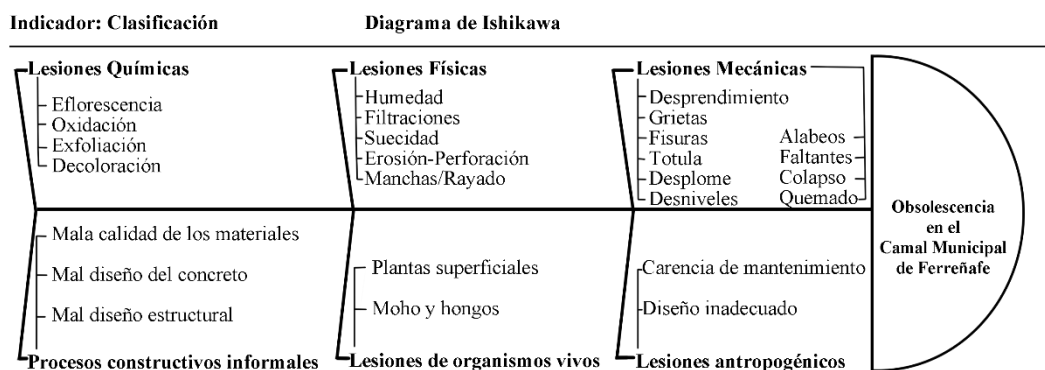 Indicador: Clasificación
Diagrama de Ishikawa
Lesiones Químicas
Eflorescencia
Oxidación
Exfoliación
Decoloración
Lesiones Físicas
Humedad
Filtraciones
Suecidad
Erosión-Perforación
Manchas/Rayado
Lesiones Mecánicas
Desprendimiento
Grietas
Fisuras
Totula
Desplome
Desniveles
Alabeos
Faltantes
Colapso
Quemado
Obsolescencia
en el
Camal Municipal
de Ferreñafe
Mala calidad de los materiales
Mal diseño del concreto
Mal diseño estructural
Procesos constructivos informales
Plantas superficiales
Moho y hongos
Lesiones de organismos vivos
Carencia de mantenimiento
Diseño inadecuado
Lesiones antropogénicos